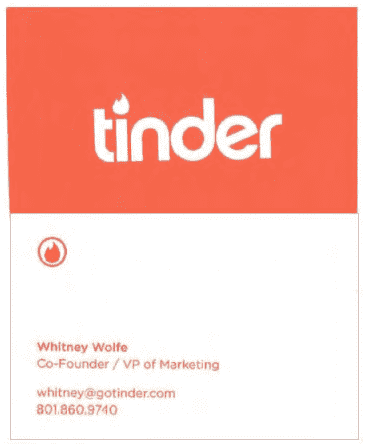 tinder
Whitney Wolfe
Co-Founder / VP of Marketing
whitney@gotinder.com
801.860.9740